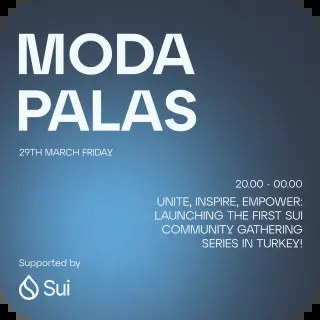 MODA
PALAS
29TH MARCH FRIDAY
20.00 - 00.00
UNITE, INSPIRE, EMPOWER:
LAUNCHING THE FIRST SUI
COMMUNITY GATHERING
SERIES IN TURKEY!
Supported by
Sui